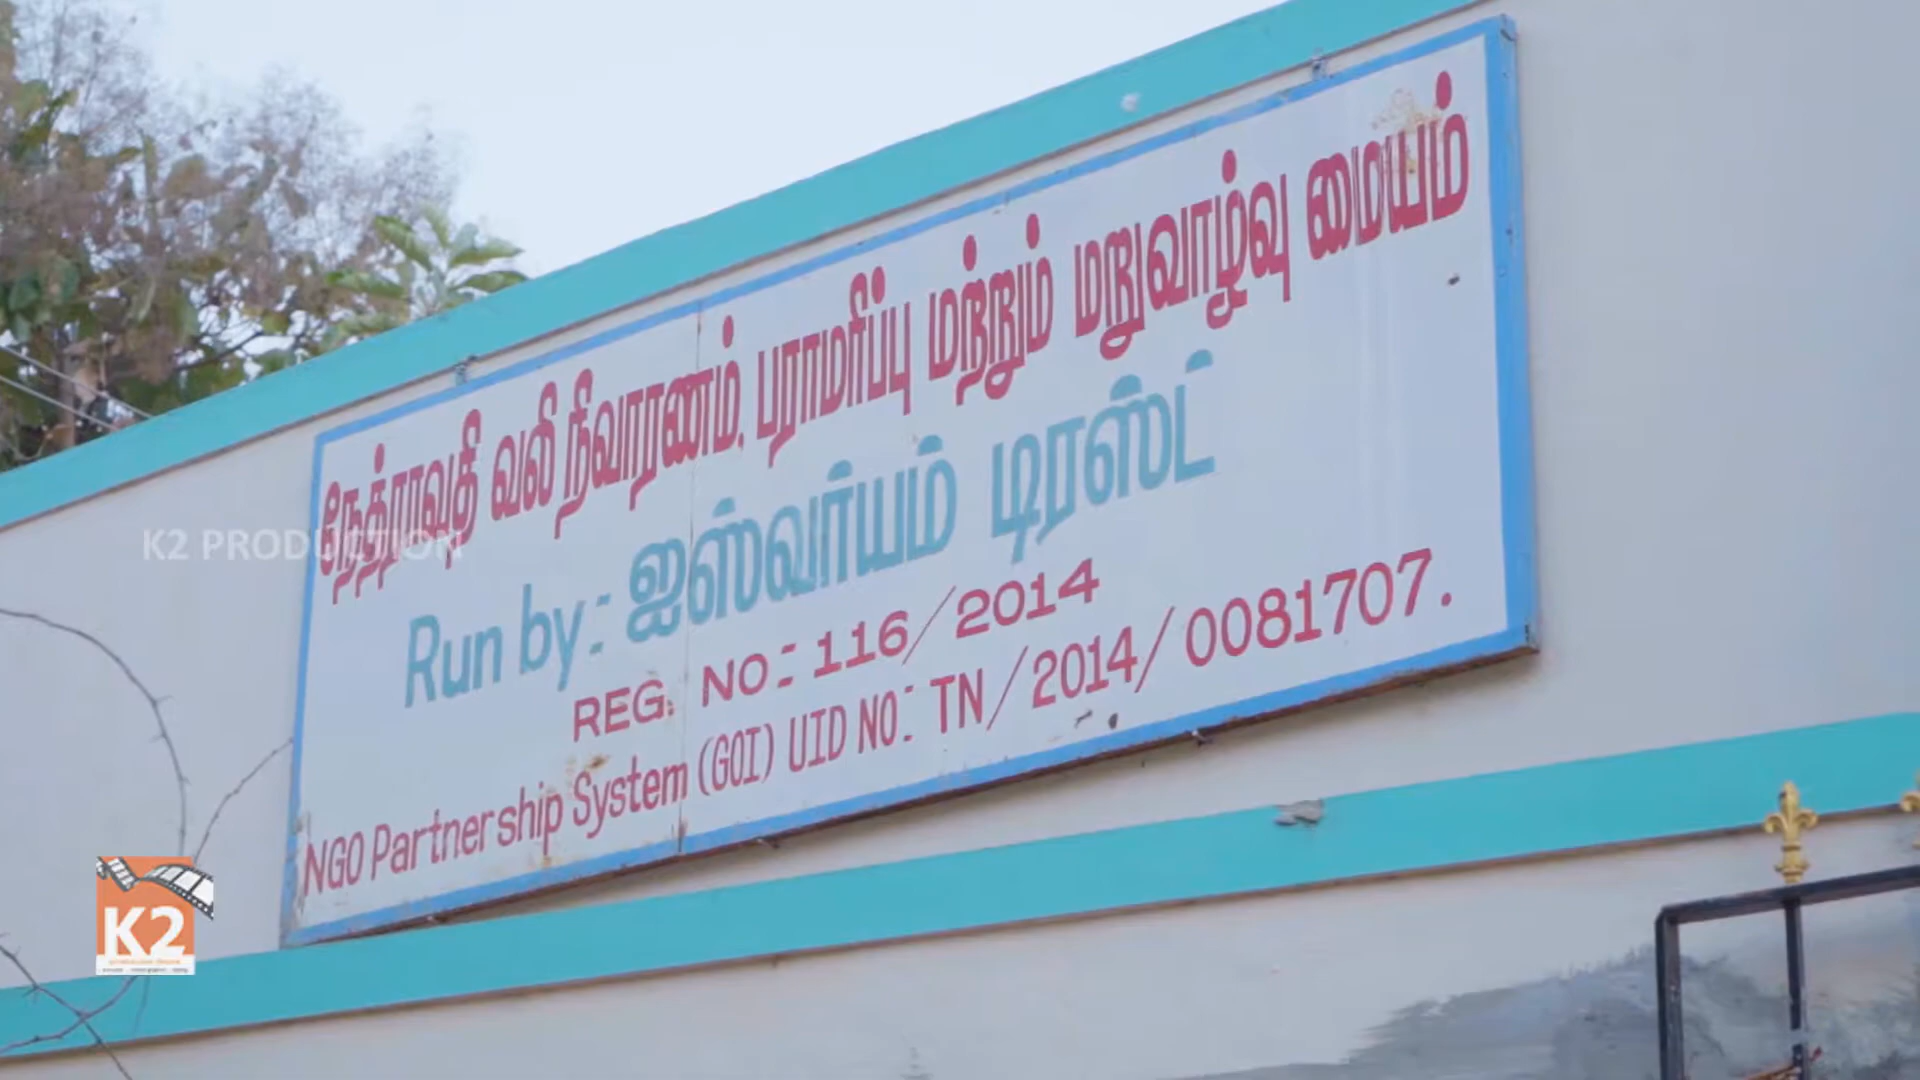 நேத்ராவதி வலி நிவாரணம், பராமரிப்பு மற்றும் மறுவாழ்வு மையம்
Run by: ஐஸ்வர்யம் டிரஸ்ட்
REG. NO: 116/2014
NGO Partnership System (GOI) UID NO: TN/2014/0081707.
K2 PRODUCTION
K2